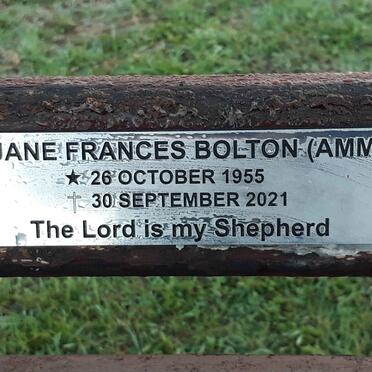 JANE FRANCES BOLTON (AMM
★ 26 OCTOBER 1955
✝ 30 SEPTEMBER 2021
The Lord is my Shepherd